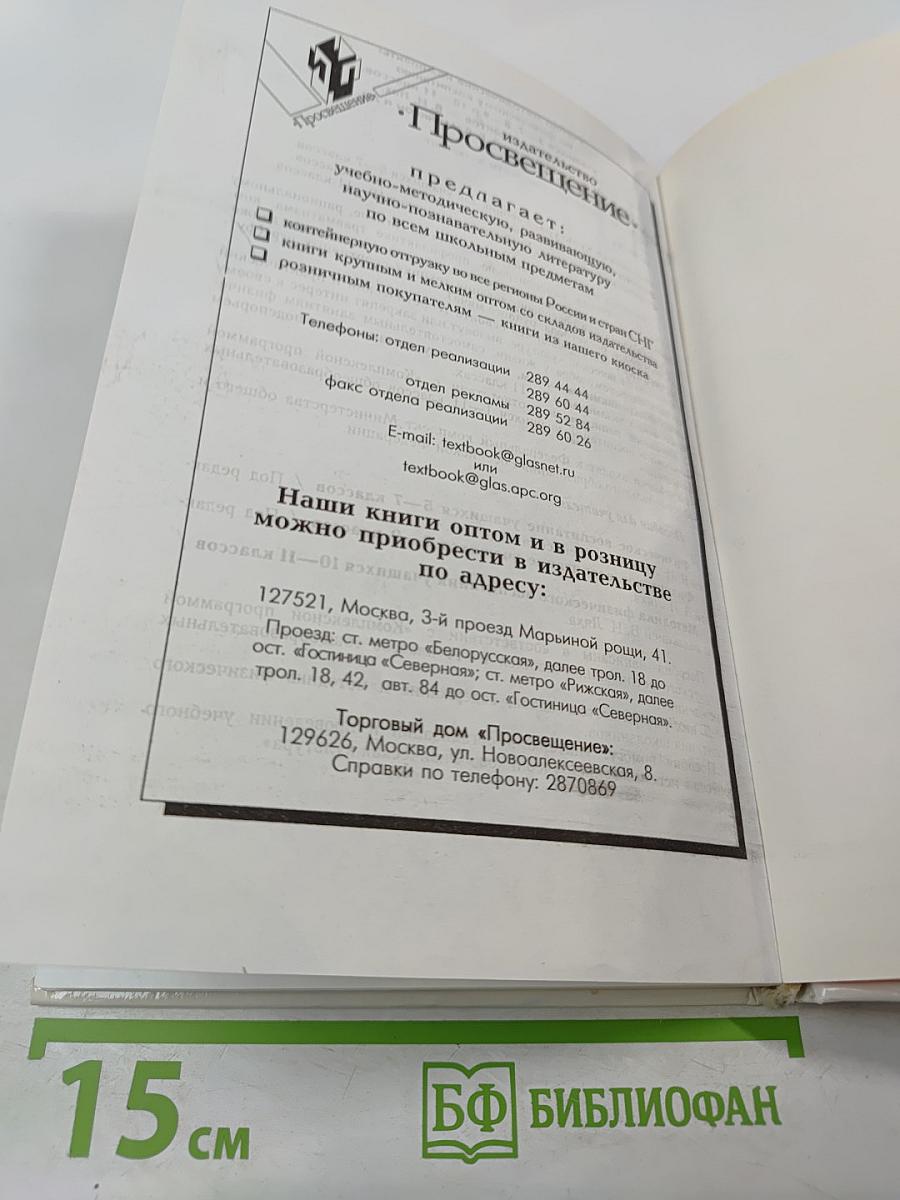 «Просвещение»
издательство
·Просвещение·
предлагает:
учебно-методическую, развивающую,
научно-познавательную литературу
по всем школьным предметам
❑ контейнерную отгрузку во все регионы России и стран СНГ
❑ книги крупным и мелким оптом со складов издательства
❑ розничным покупателям — книги из нашего киоска
Телефоны: отдел реализации 289 44 44
289 60 44
отдел рекламы 289 52 84
факс отдела реализации 289 60 26
E-mail: textbook@glasnet.ru
или
textbook@glas.apc.org
Наши книги оптом и в розницу
можно приобрести в издательстве
по адресу:
127521, Москва, 3-й проезд Марьиной рощи, 41.
Проезд: ст. метро «Белорусская», далее трол. 18 до
ост. «Гостиница «Северная»; ст. метро «Рижская», далее
трол. 18, 42, авт. 84 до ост. «Гостиница «Северная».
Торговый дом «Просвещение»:
129626, Москва, ул. Новоалексеевская, 8.
Справки по телефону: 2870869
15 см
БФ БИБЛИОФАН